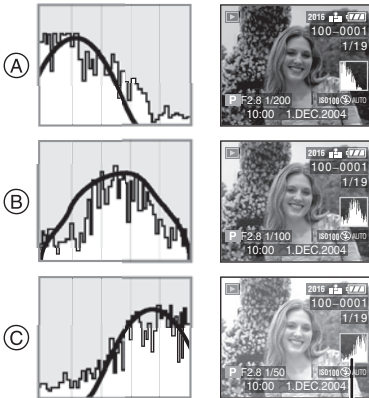 A
2016
100-0001
1/19
P F2.8 1/200 ISO100 AUTO
10:00 1.DEC.2004
B
2016
100-0001
1/19
P F2.8 1/100 ISO100 AUTO
10:00 1.DEC.2004
C
2016
100-0001
1/19
P F2.8 1/50 ISO100 AUTO
10:00 1.DEC.2004